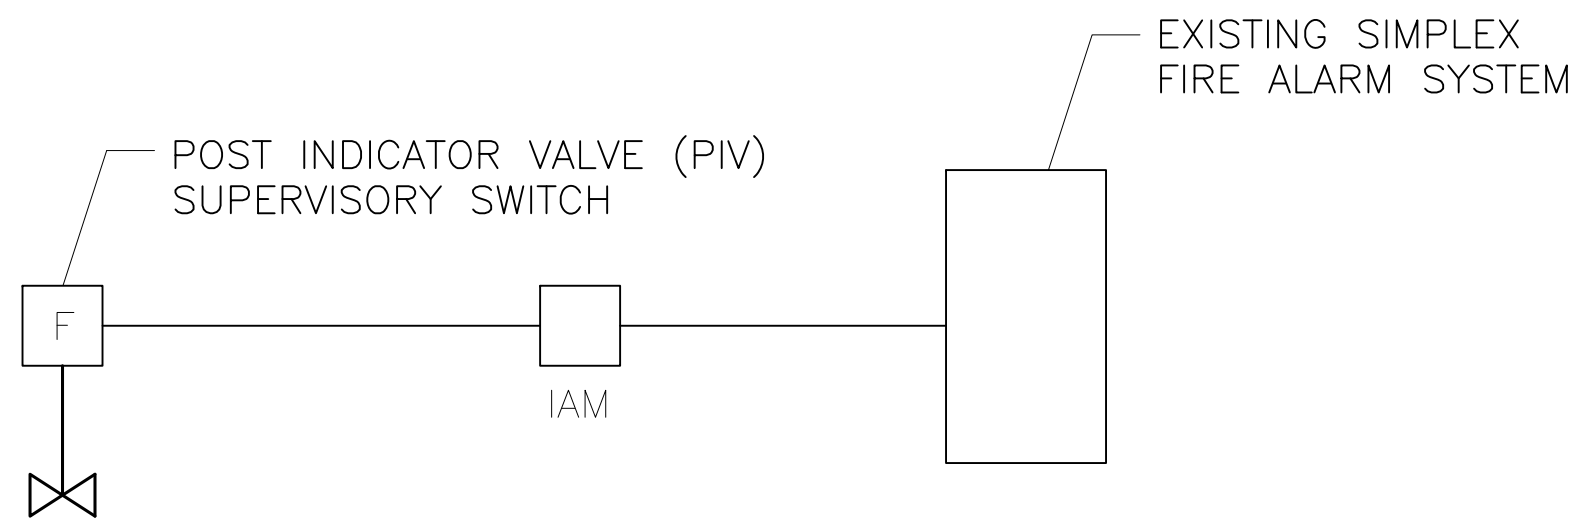 EXISTING SIMPLEX
FIRE ALARM SYSTEM
POST INDICATOR VALVE (PIV)
SUPERVISORY SWITCH
F
IAM